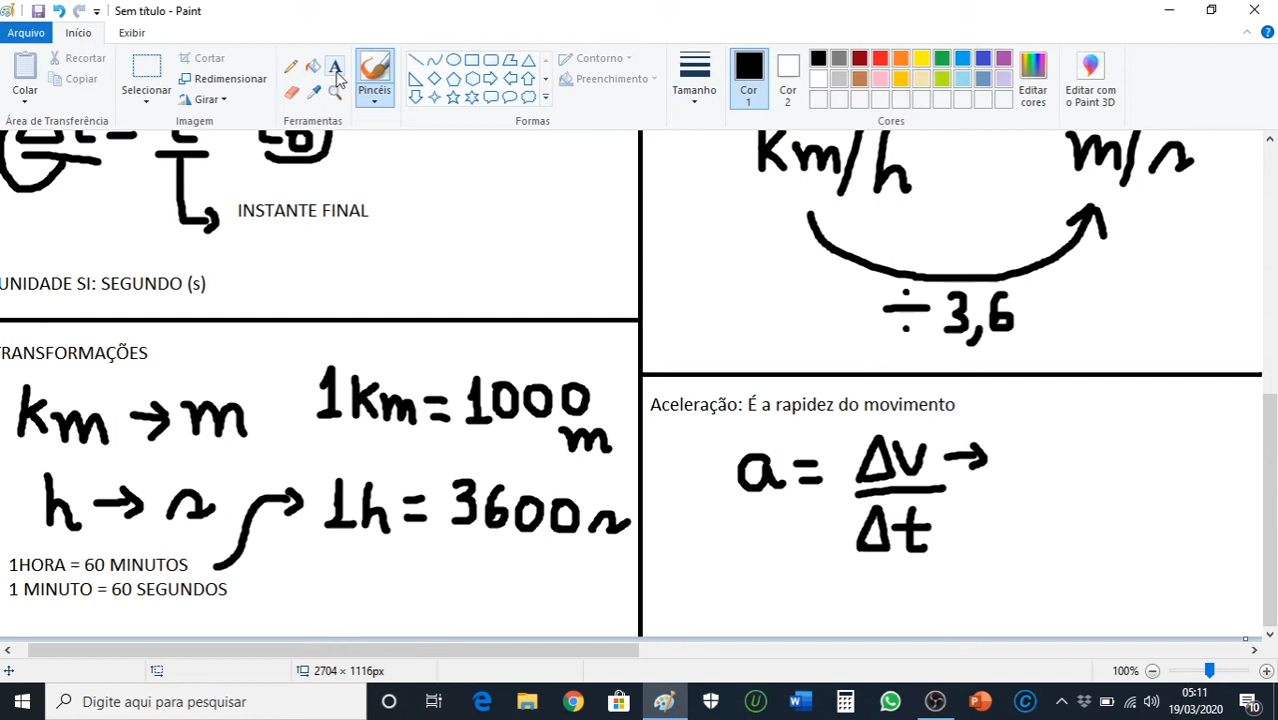 Sem título - Paint
Arquivo Início Exibir
Colar
Recortar
Copiar
Área de Transferência
Selecionar
Cortar
Redimensionar
Girar
Imagem
A
Ferramentas
Pincéis
Contorno
Preenchimento
Formas
Tamanho
Cor 1
Cor 2
Editar cores
Cores
Editar com o Paint 3D
INSTANTE FINAL
UNIDADE SI: SEGUNDO (s)
TRANSFORMAÇÕES
km → m 1km = 1000 m
h → s → 1h = 3600 s
1HORA = 60 MINUTOS
1 MINUTO = 60 SEGUNDOS
km/h m/s
÷ 3,6
Aceleração: É a rapidez do movimento
a = Δv →
Δt
2704 × 1116px
100%
Digite aqui para pesquisar
05:11
19/03/2020
10